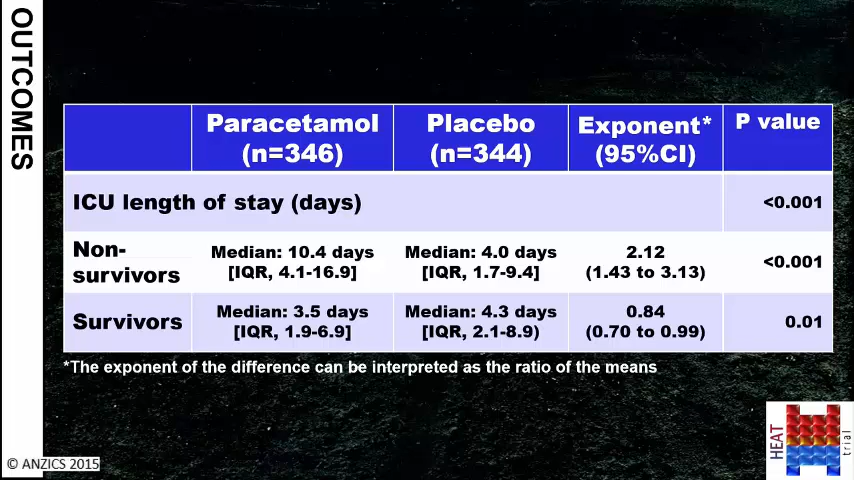 OUTCOMES
Paracetamol
(n=346)
Placebo
(n=344)
Exponent*
(95%CI)
P value
ICU length of stay (days)
<0.001
Non-
survivors
Median: 10.4 days
[IQR, 4.1-16.9]
Median: 4.0 days
[IQR, 1.7-9.4]
2.12
(1.43 to 3.13)
<0.001
Survivors
Median: 3.5 days
[IQR, 1.9-6.9]
Median: 4.3 days
[IQR, 2.1-8.9)
0.84
(0.70 to 0.99)
0.01
*The exponent of the difference can be interpreted as the ratio of the means
HEAT
trial
© ANZICS 2015